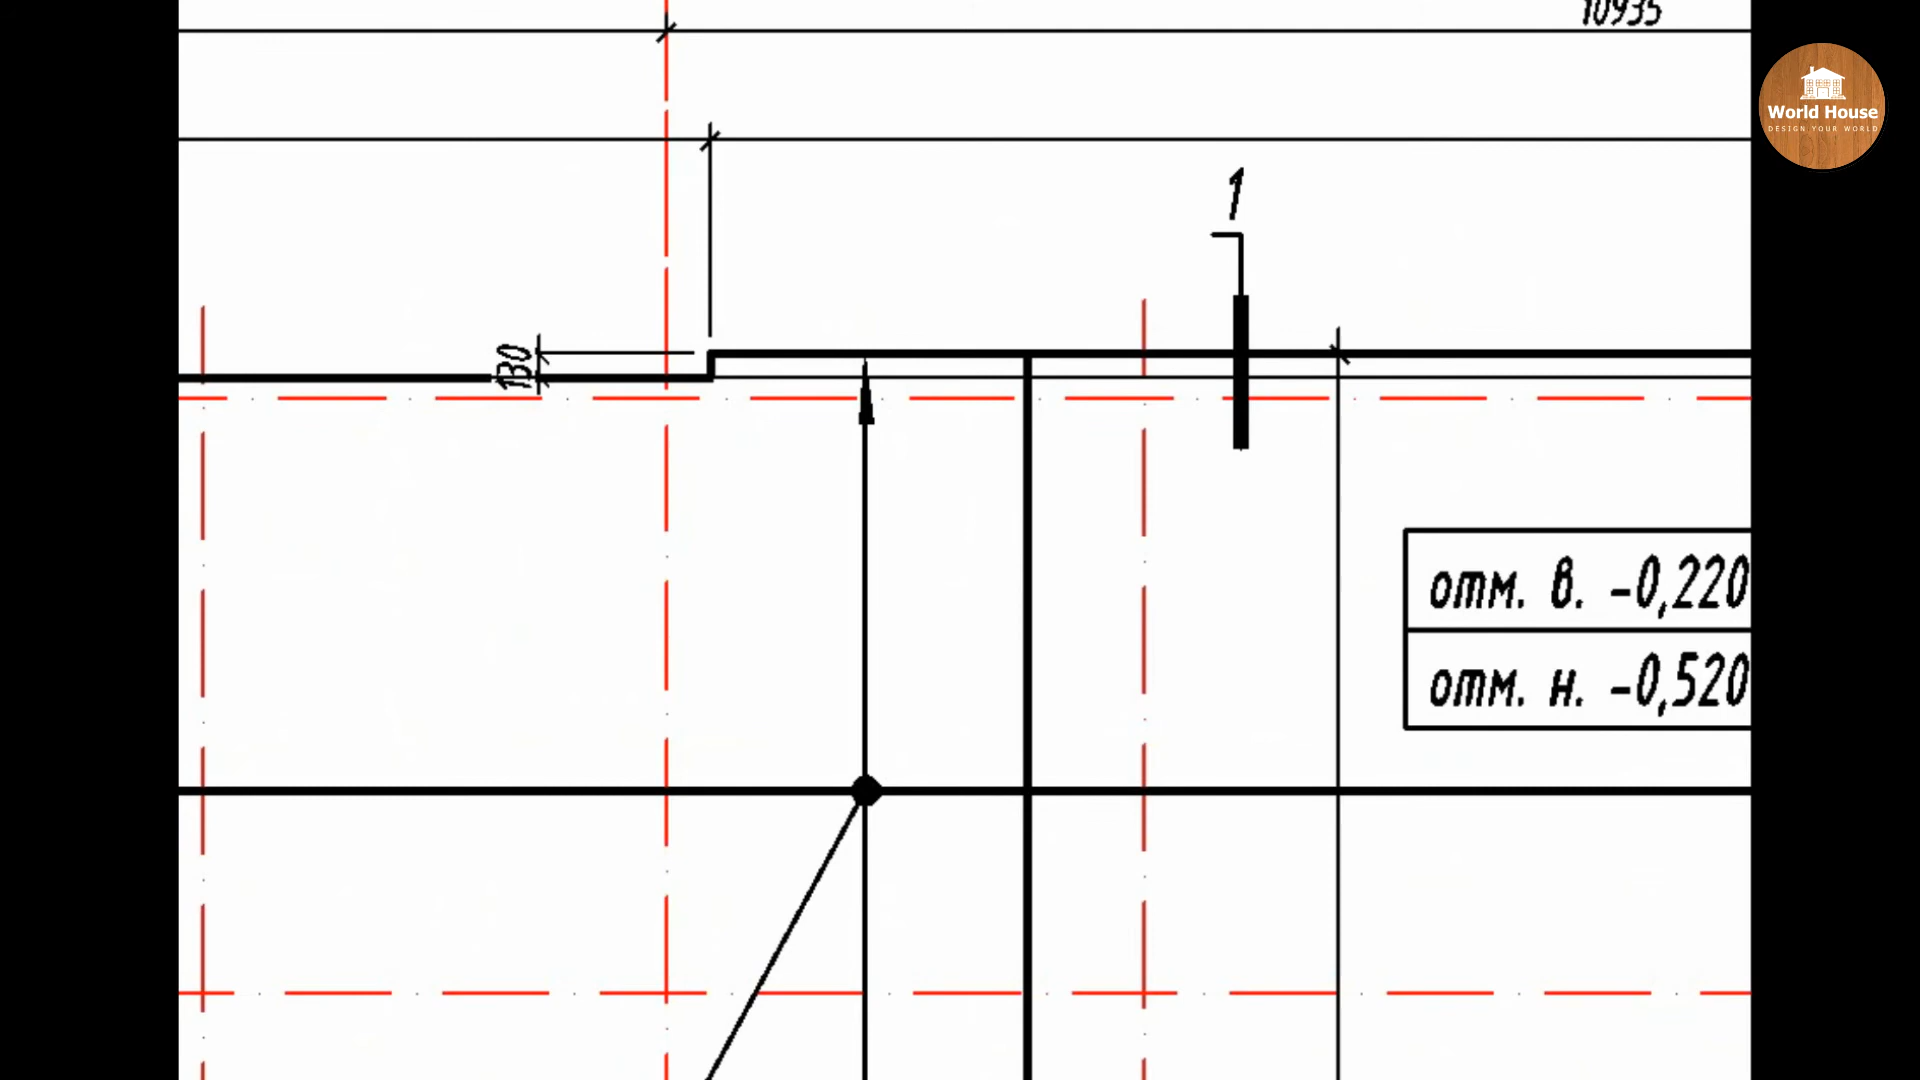 10935
World House
DESIGN YOUR WORLD
1
130
отм. в. -0,220
отм. н. -0,520